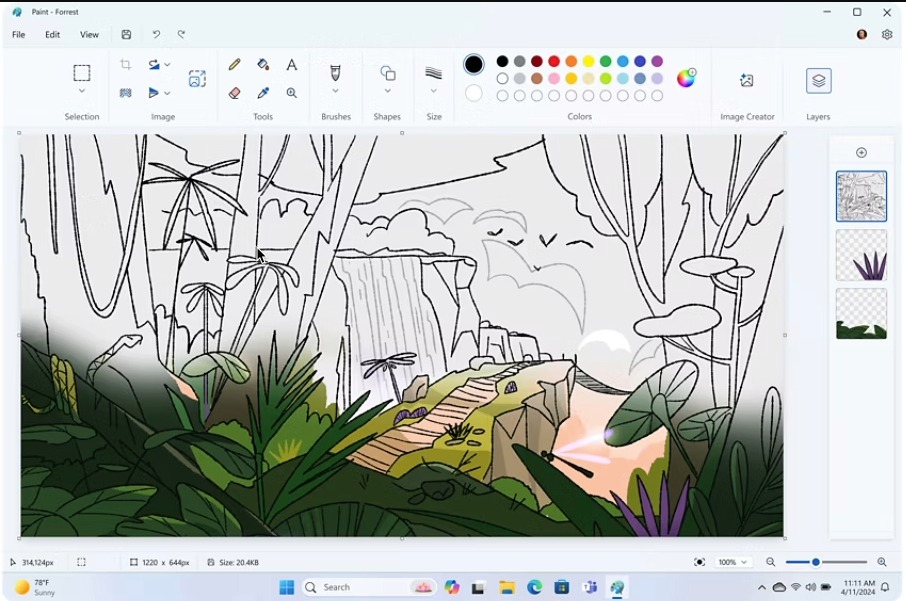 Paint - Forrest
File Edit View
A
Selection Image Tools Brushes Shapes Size Colors Image Creator Layers
314,124px 1220 x 644px Size: 20.4KB 100%
78°F
Sunny
Search
11:11 AM
4/11/2024